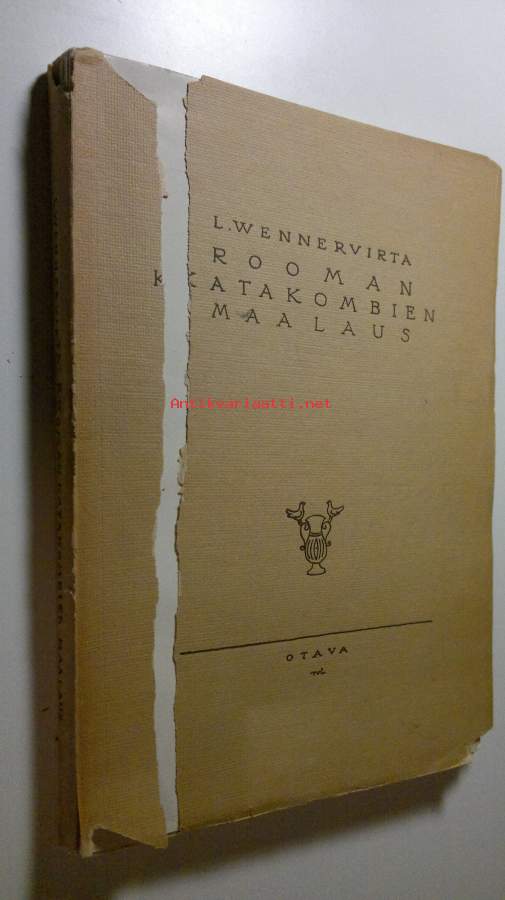 L. WENNERVIRTA
ROOMAN
KATAKOMBIEN
MAALAUS
Antikvariaatti.net
OTAVA